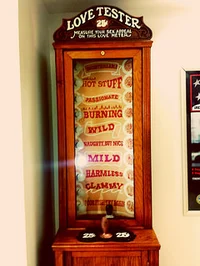 LOVE TESTER
25¢
MEASURE YOUR SEX APPEAL
ON THIS LOVE METER
HOT STUFF
PASSIONATE
BURNING
WILD
NAUGHTY BUT NICE
MILD
HARMLESS
CLAMMY
25¢ 25¢